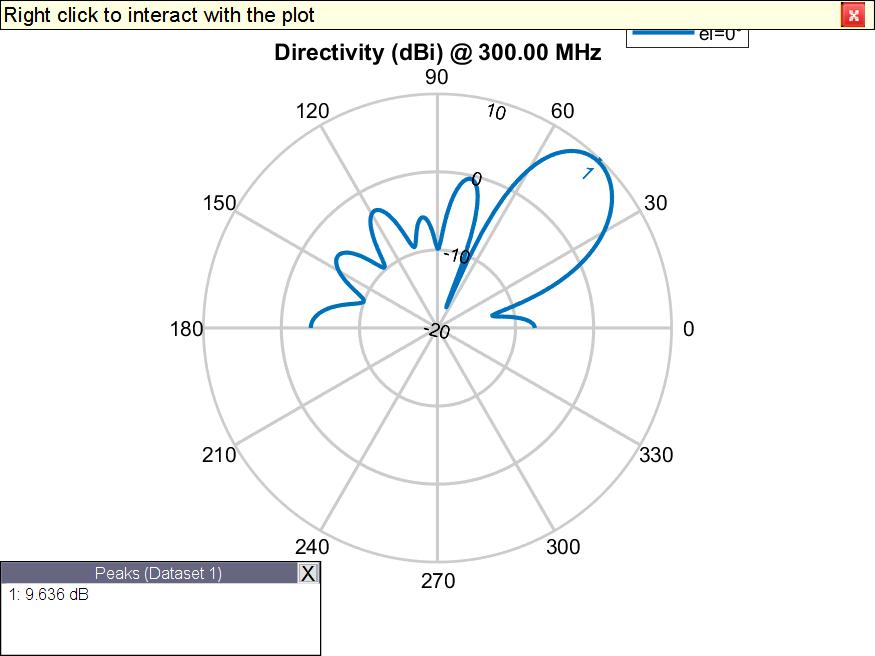 Right click to interact with the plot
el=0°
Directivity (dBi) @ 300.00 MHz
90
120
10
60
1
0
150
30
-10
180
-20
0
210
330
240
300
270
Peaks (Dataset 1)
X
1: 9.636 dB